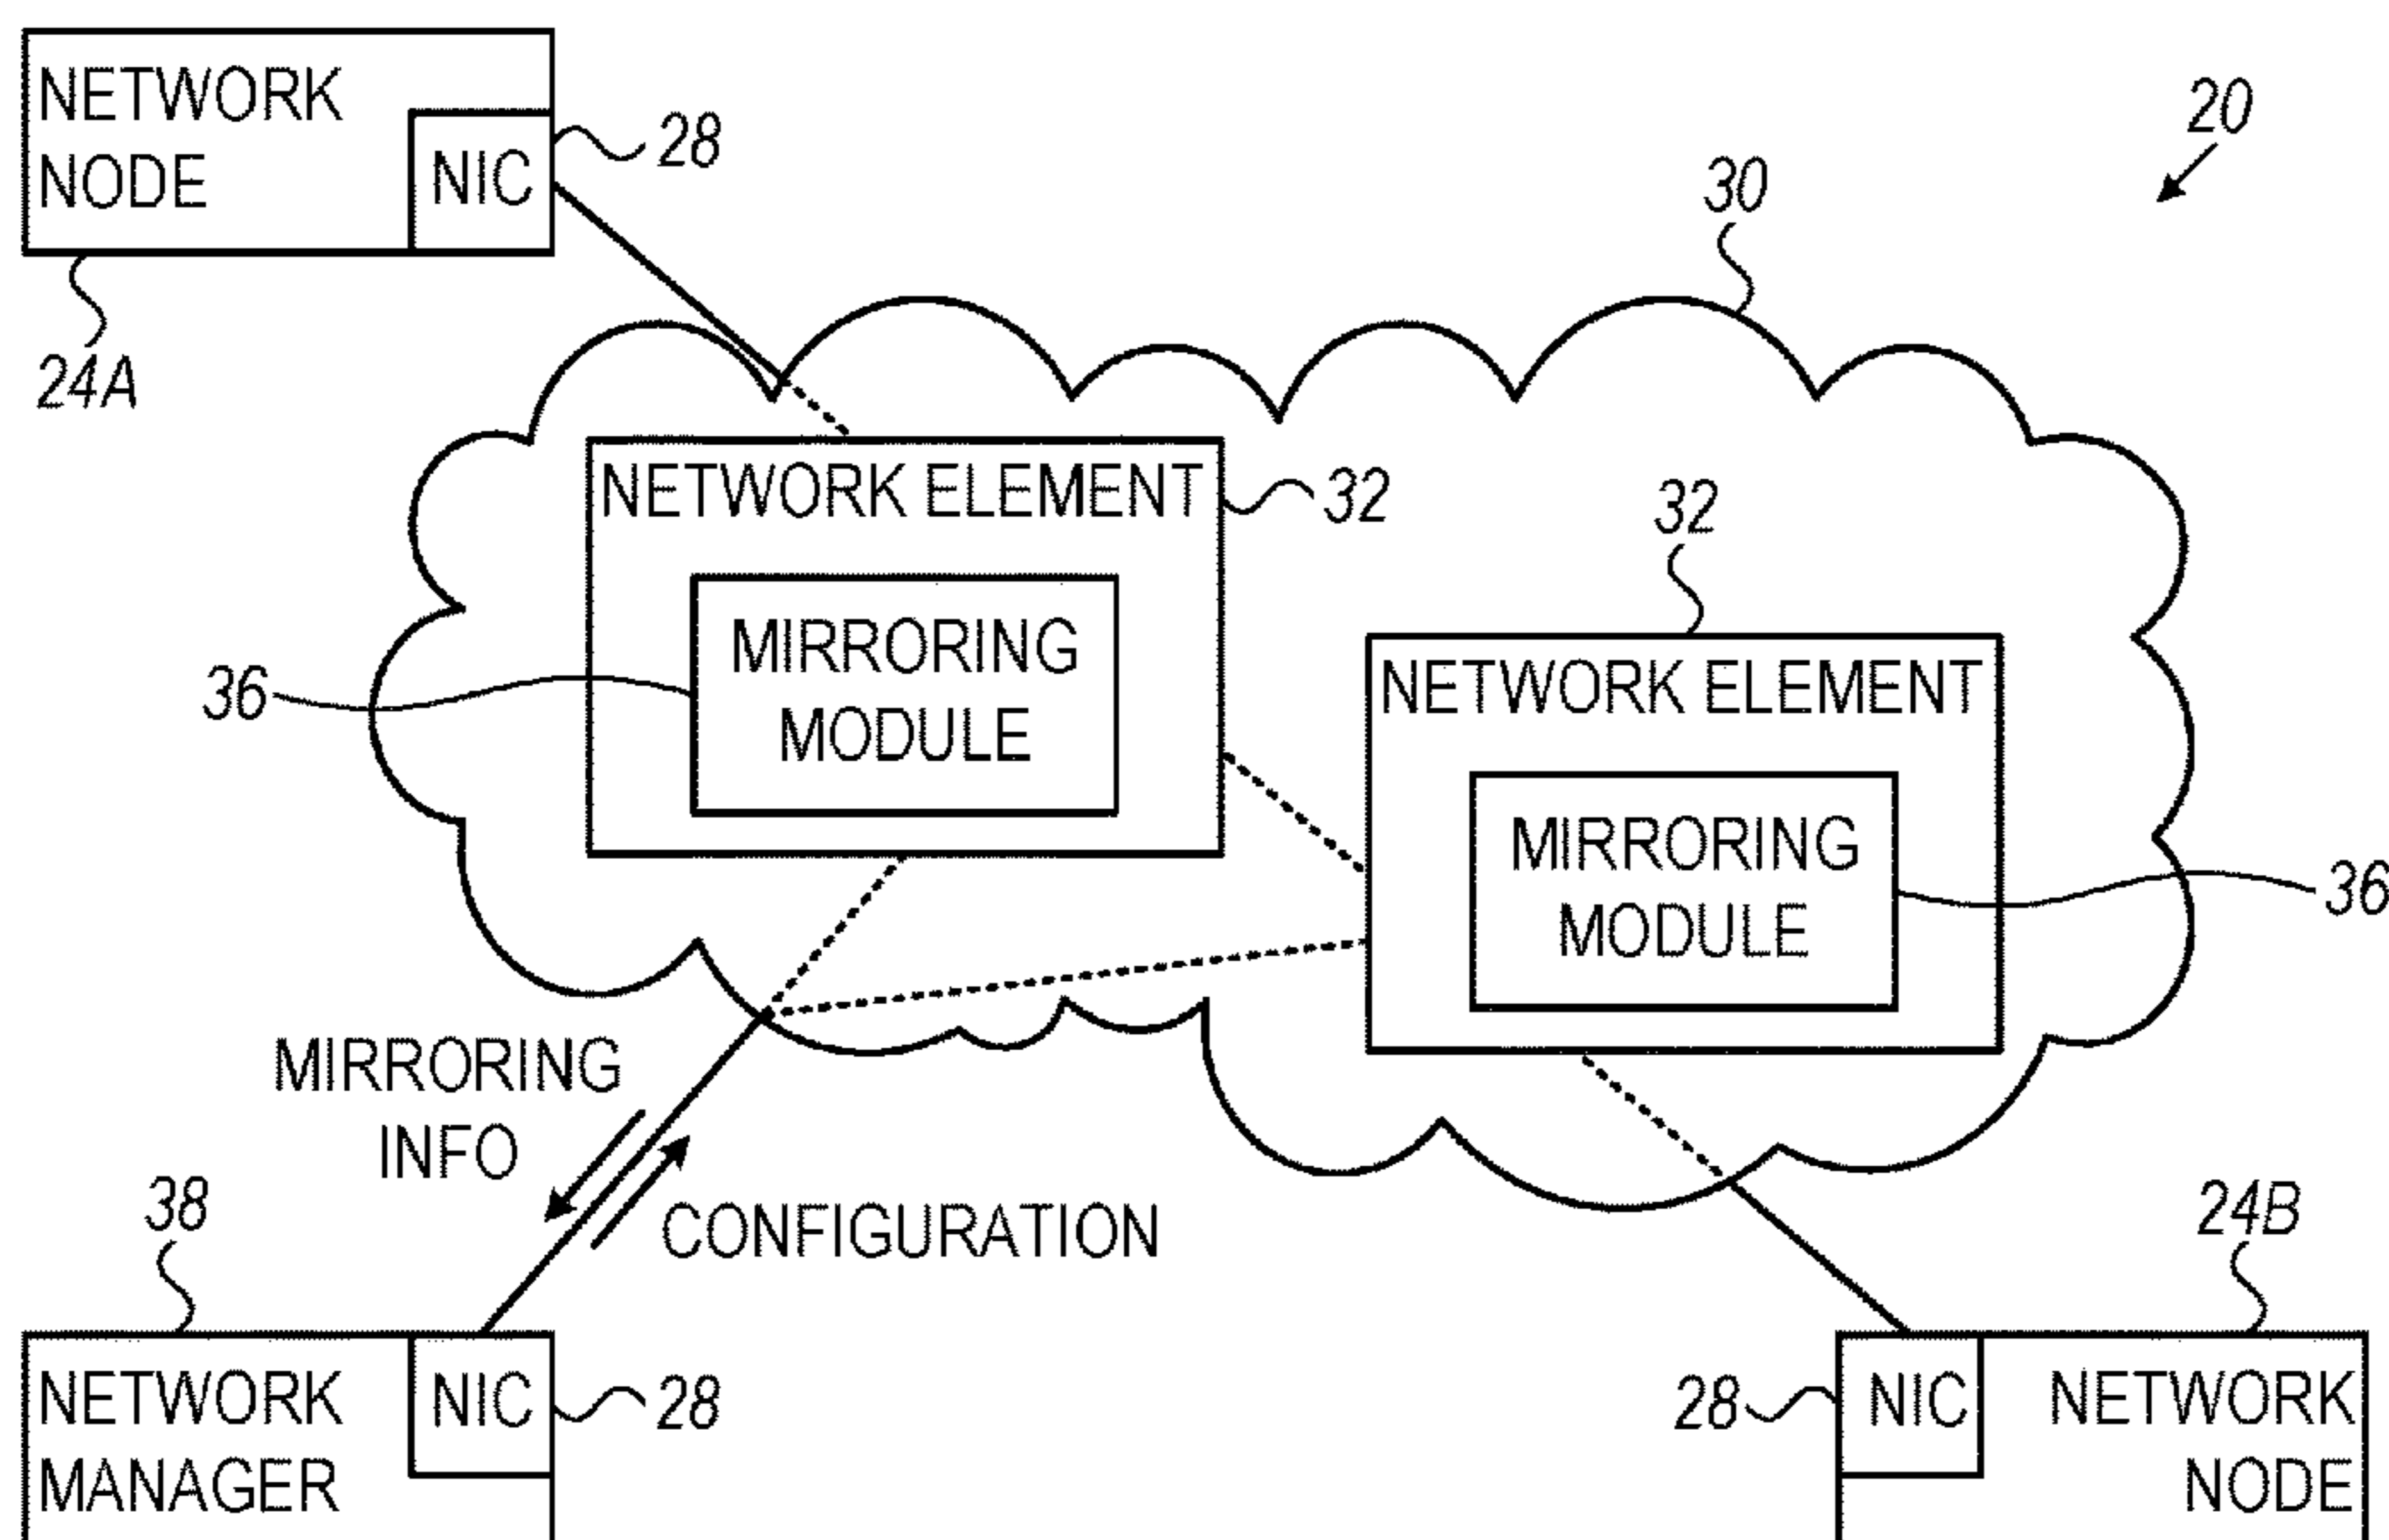 NETWORK
NODE
NIC
28
24A
20
30
NETWORK ELEMENT
32
MIRRORING
MODULE
36
32
NETWORK ELEMENT
MIRRORING
MODULE
36
MIRRORING
INFO
CONFIGURATION
38
NETWORK
MANAGER
NIC
28
24B
28
NIC
NETWORK
NODE